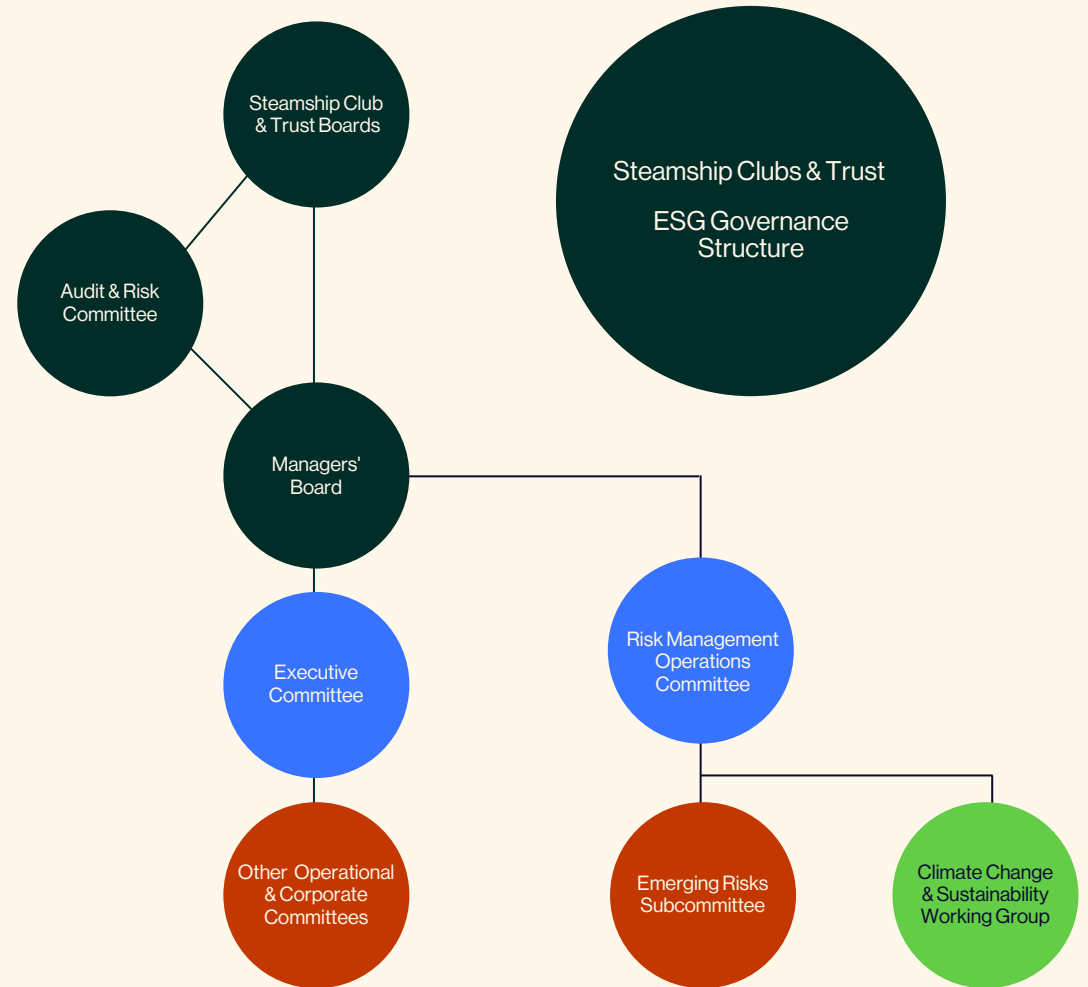 Steamship Club
& Trust Boards
Steamship Clubs & Trust
ESG Governance
Structure
Audit & Risk
Committee
Managers'
Board
Executive
Committee
Risk Management
Operations
Committee
Other Operational
& Corporate
Committees
Emerging Risks
Subcommittee
Climate Change
& Sustainability
Working Group